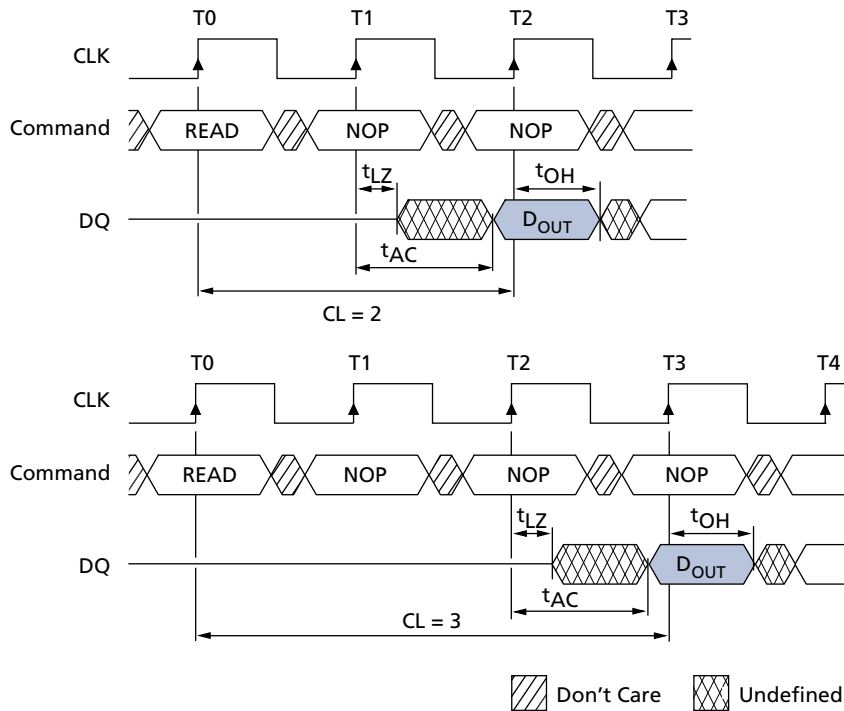 T0 T1 T2 T3
CLK
Command READ NOP NOP
tLZ tOH
DQ DOUT
tAC
CL = 2
T0 T1 T2 T3 T4
CLK
Command READ NOP NOP NOP
tLZ tOH
DQ DOUT
tAC
CL = 3
Don't Care Undefined